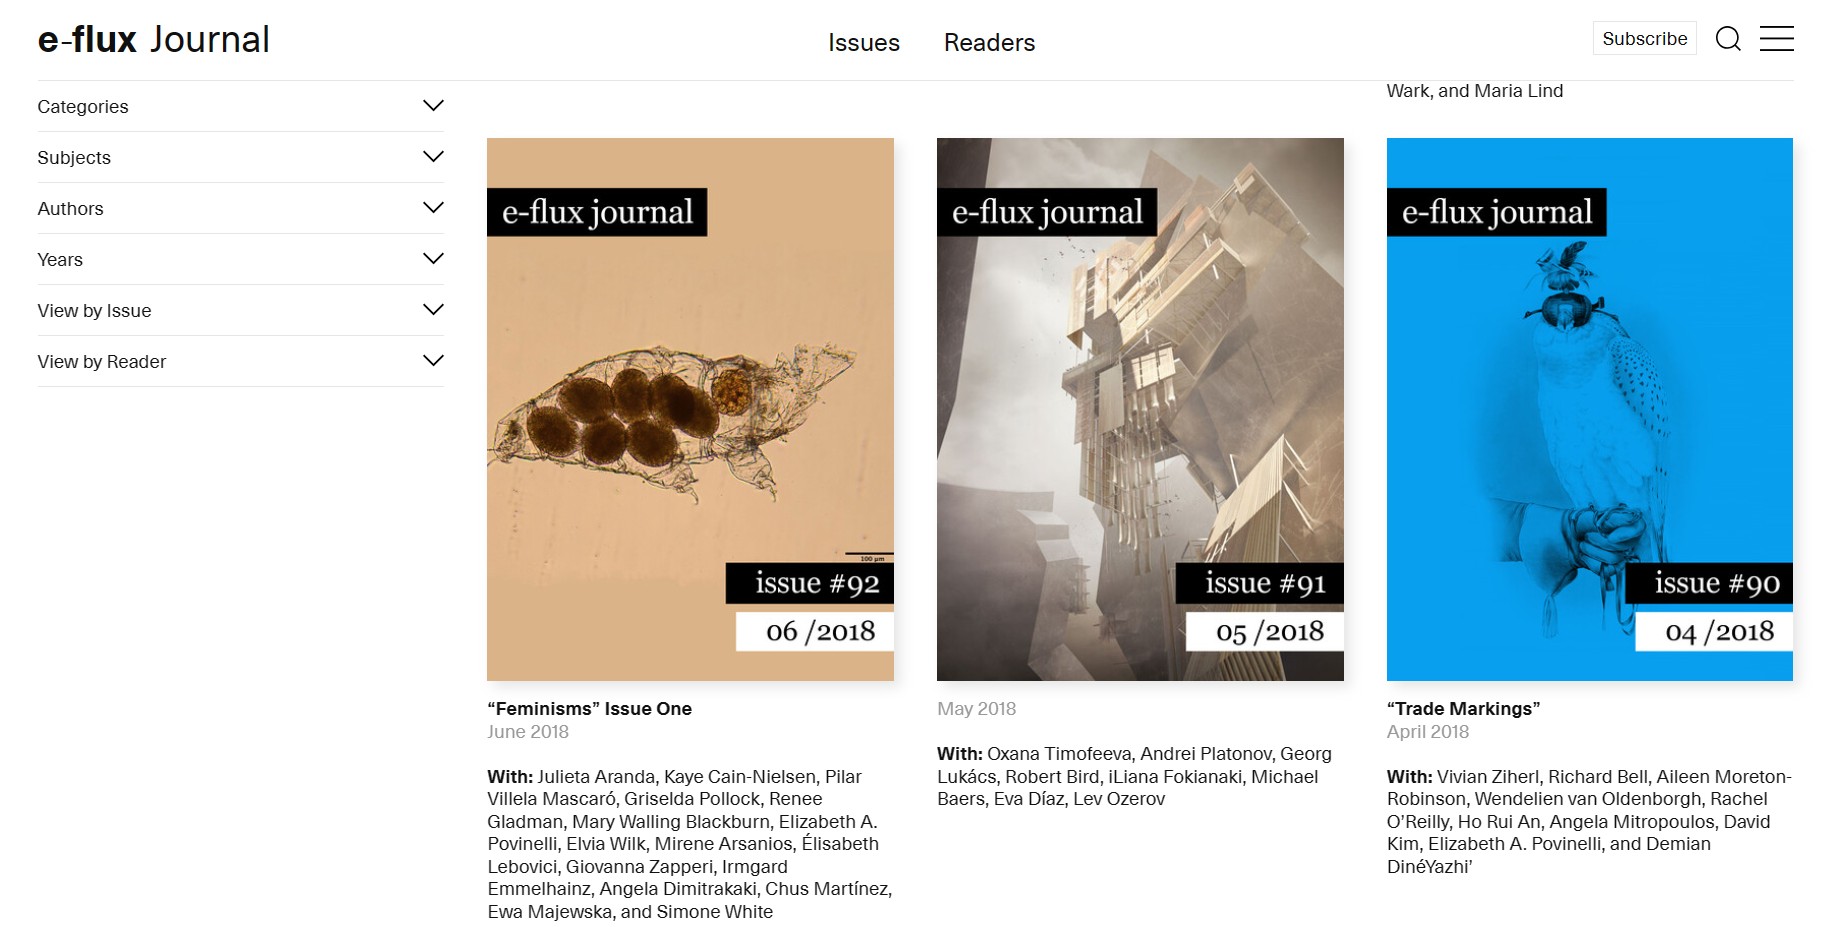 e-flux Journal
Issues
Readers
Subscribe
Categories
Subjects
Authors
Years
View by Issue
View by Reader
Wark, and Maria Lind
e-flux journal
100 µm
issue #92
06 /2018
“Feminisms” Issue One
June 2018
With: Julieta Aranda, Kaye Cain-Nielsen, Pilar
Villela Mascaró, Griselda Pollock, Renee
Gladman, Mary Walling Blackburn, Elizabeth A.
Povinelli, Elvia Wilk, Mirene Arsanios, Élisabeth
Lebovici, Giovanna Zapperi, Irmgard
Emmelhainz, Angela Dimitrakaki, Chus Martínez,
Ewa Majewska, and Simone White
e-flux journal
issue #91
05 /2018
May 2018
With: Oxana Timofeeva, Andrei Platonov, Georg
Lukács, Robert Bird, iLiana Fokianaki, Michael
Baers, Eva Díaz, Lev Ozerov
e-flux journal
issue #90
04 /2018
“Trade Markings”
April 2018
With: Vivian Ziherl, Richard Bell, Aileen Moreton-
Robinson, Wendelien van Oldenborgh, Rachel
O’Reilly, Ho Rui An, Angela Mitropoulos, David
Kim, Elizabeth A. Povinelli, and Demian
DinéYazhi’